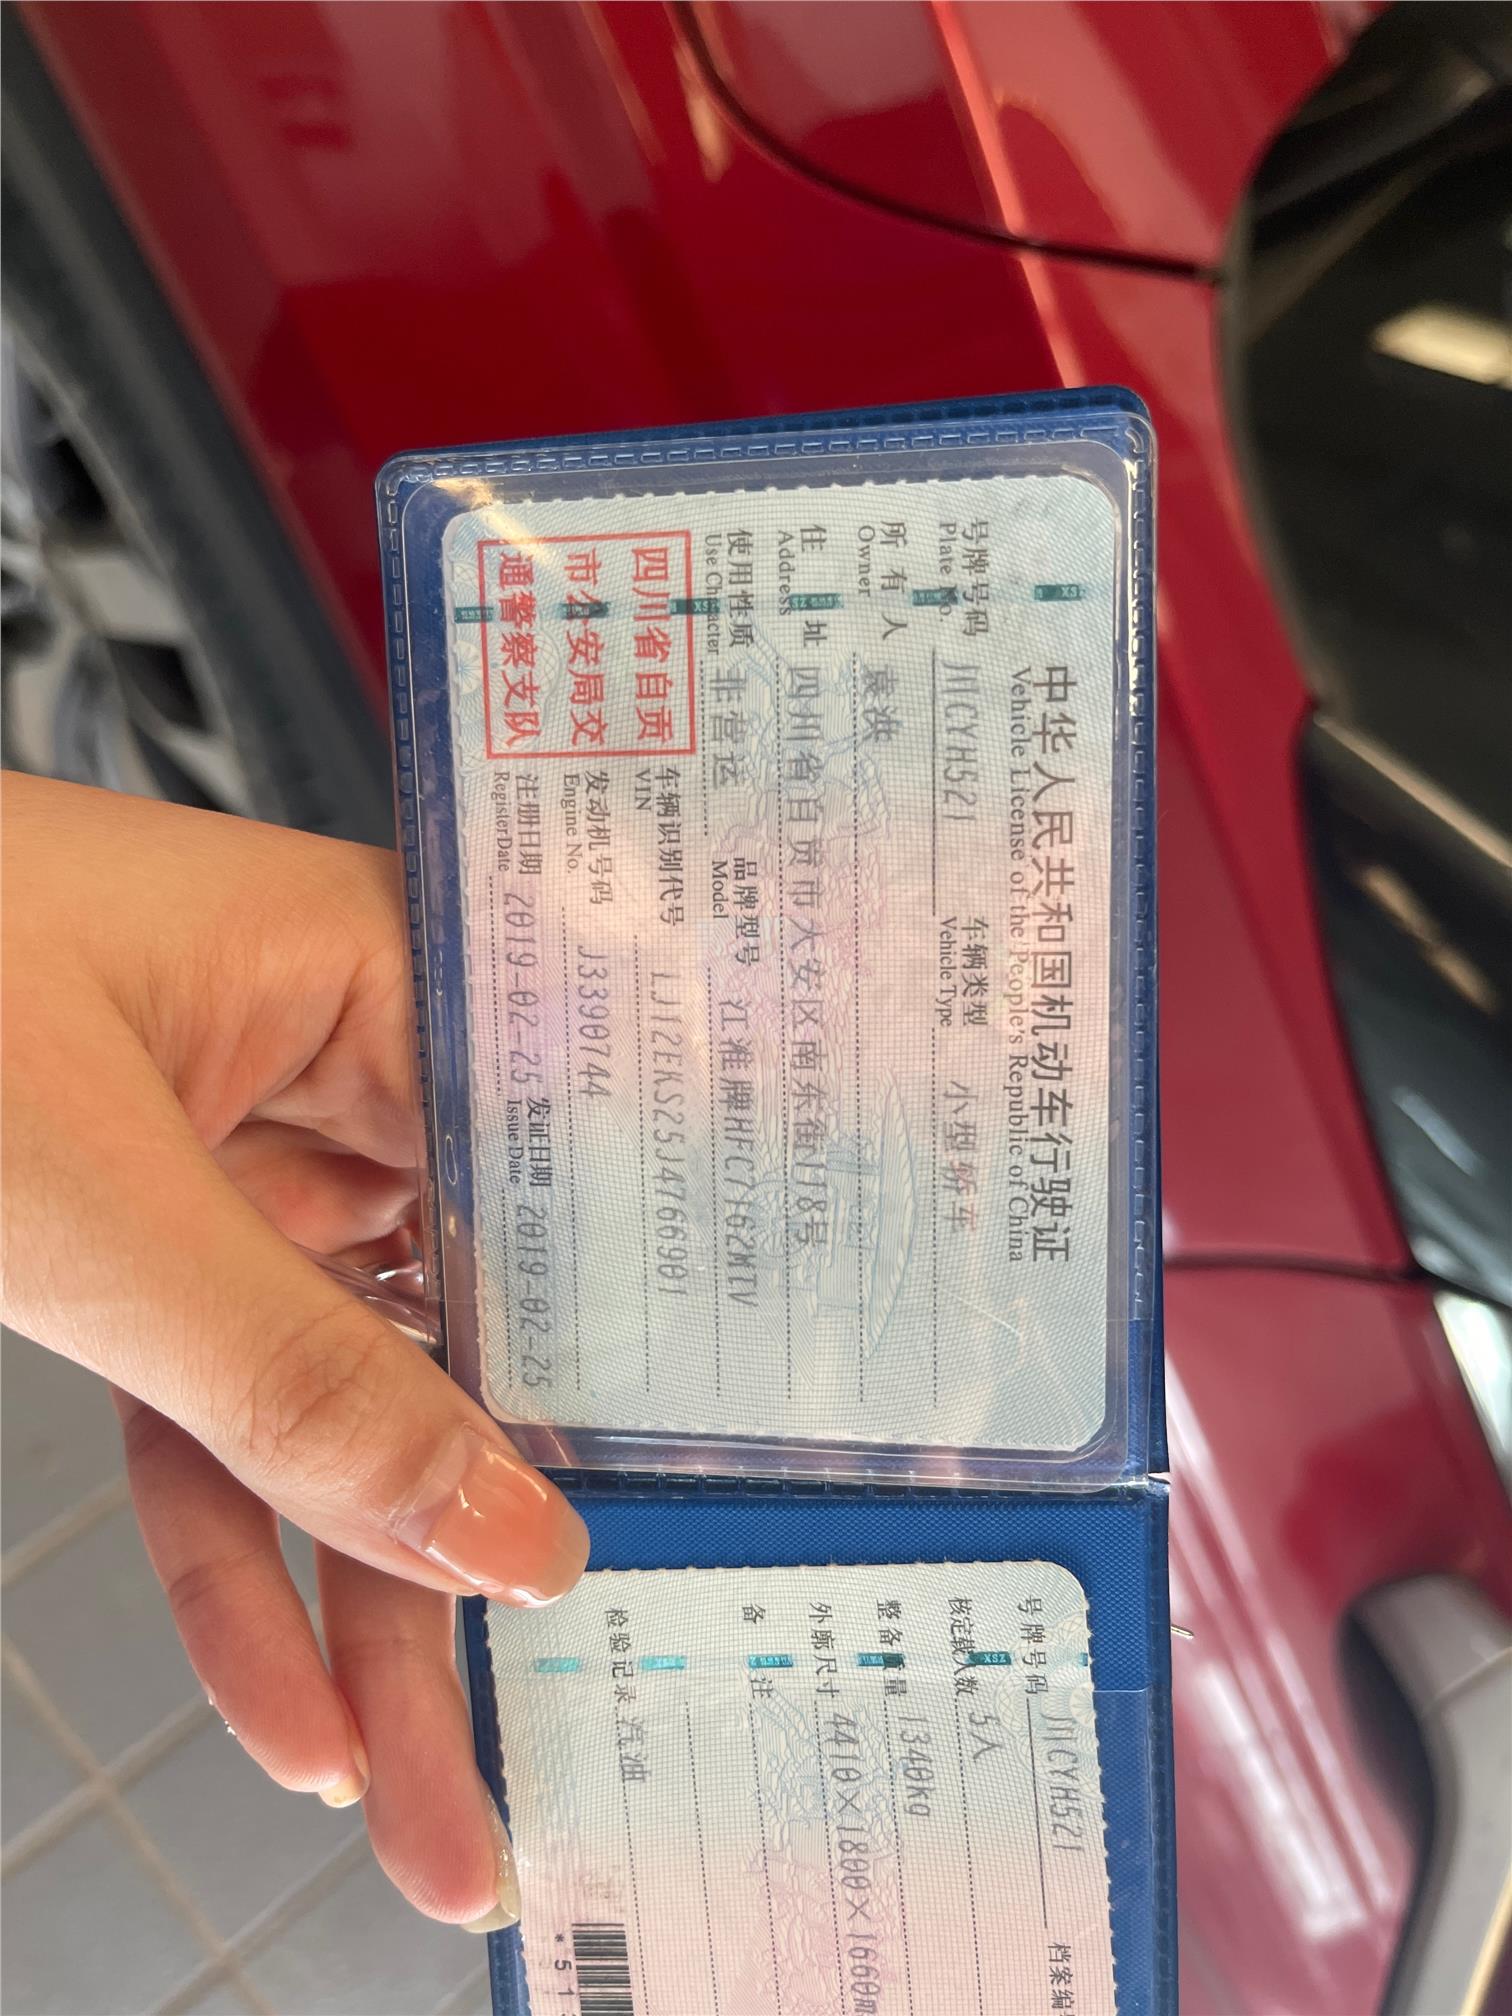 中华人民共和国机动车行驶证
Vehicle License of the People's Republic of China
号牌号码 川CYH521 车辆类型 小型轿车
Plate No. Vehicle Type
所有人
Owner
住址 四川省自贡市大安区南东街118号
Address
使用性质 非营运 品牌型号 江淮牌HFC7162MTV
Use Character Model
四川省自贡
市公安局交
通警察支队
车辆识别代号 LJ12EKS25J4766901
VIN
发动机号码 J3390744
Engine No.
注册日期 2019-02-25 发证日期 2019-02-25
Register Date Issue Date
号牌号码 川CYH521 档案编
核定载人数 5人
整备质量 1340kg
外廓尺寸 4410×1800×1660m
备注
检验记录 汽油
*51